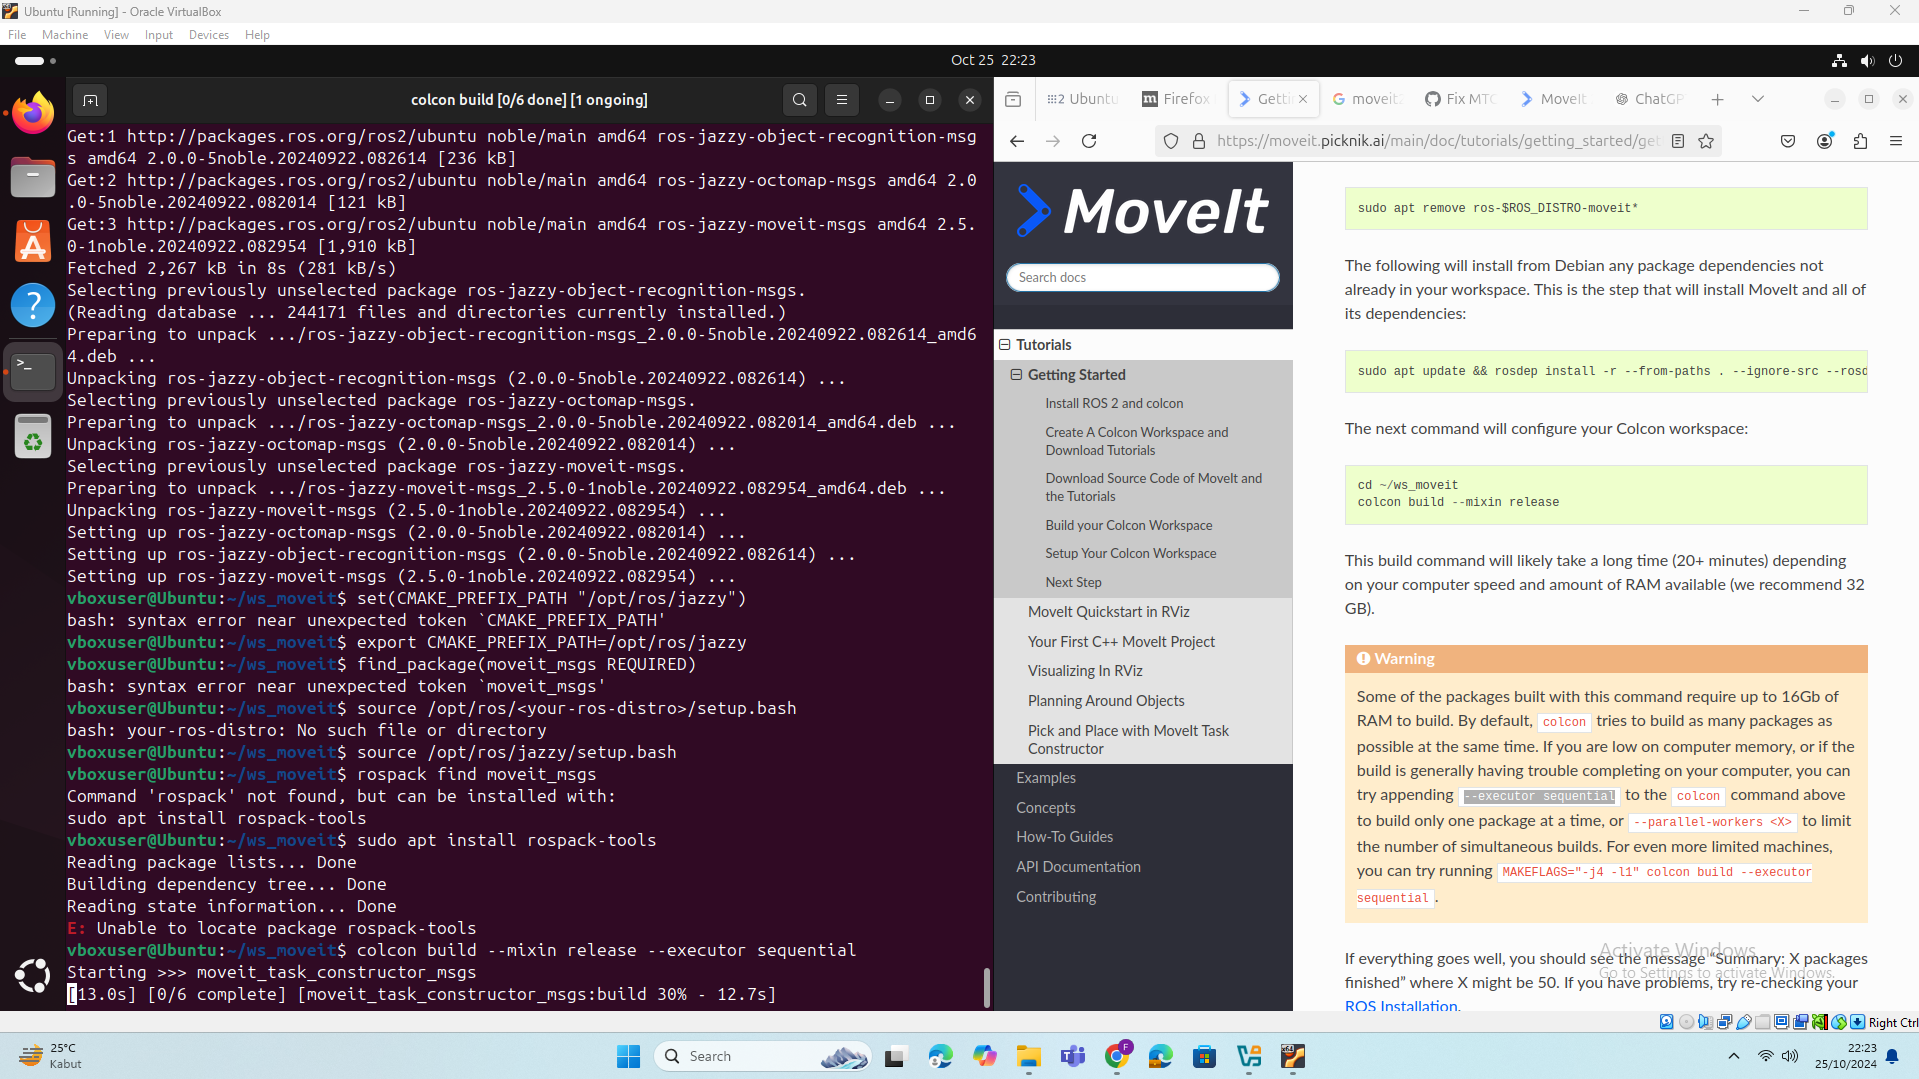 Ubuntu [Running] - Oracle VirtualBox
File Machine View Input Devices Help
Oct 25 22:23
colcon build [0/6 done] [1 ongoing]
Get:1 http://packages.ros.org/ros2/ubuntu noble/main amd64 ros-jazzy-object-recognition-msg
s amd64 2.0.0-5noble.20240922.082614 [236 kB]
Get:2 http://packages.ros.org/ros2/ubuntu noble/main amd64 ros-jazzy-octomap-msgs amd64 2.0
.0-5noble.20240922.082014 [121 kB]
Get:3 http://packages.ros.org/ros2/ubuntu noble/main amd64 ros-jazzy-moveit-msgs amd64 2.5.
0-1noble.20240922.082954 [1,910 kB]
Fetched 2,267 kB in 8s (281 kB/s)
Selecting previously unselected package ros-jazzy-object-recognition-msgs.
(Reading database ... 244171 files and directories currently installed.)
Preparing to unpack .../ros-jazzy-object-recognition-msgs_2.0.0-5noble.20240922.082614_amd6
4.deb ...
Unpacking ros-jazzy-object-recognition-msgs (2.0.0-5noble.20240922.082614) ...
Selecting previously unselected package ros-jazzy-octomap-msgs.
Preparing to unpack .../ros-jazzy-octomap-msgs_2.0.0-5noble.20240922.082014_amd64.deb ...
Unpacking ros-jazzy-octomap-msgs (2.0.0-5noble.20240922.082014) ...
Selecting previously unselected package ros-jazzy-moveit-msgs.
Preparing to unpack .../ros-jazzy-moveit-msgs_2.5.0-1noble.20240922.082954_amd64.deb ...
Unpacking ros-jazzy-moveit-msgs (2.5.0-1noble.20240922.082954) ...
Setting up ros-jazzy-octomap-msgs (2.0.0-5noble.20240922.082014) ...
Setting up ros-jazzy-object-recognition-msgs (2.0.0-5noble.20240922.082614) ...
Setting up ros-jazzy-moveit-msgs (2.5.0-1noble.20240922.082954) ...
vboxuser@Ubuntu:~/ws_moveit$ set(CMAKE_PREFIX_PATH "/opt/ros/jazzy")
bash: syntax error near unexpected token `CMAKE_PREFIX_PATH'
vboxuser@Ubuntu:~/ws_moveit$ export CMAKE_PREFIX_PATH=/opt/ros/jazzy
vboxuser@Ubuntu:~/ws_moveit$ find_package(moveit_msgs REQUIRED)
bash: syntax error near unexpected token `moveit_msgs'
vboxuser@Ubuntu:~/ws_moveit$ source /opt/ros/<your-ros-distro>/setup.bash
bash: your-ros-distro: No such file or directory
vboxuser@Ubuntu:~/ws_moveit$ source /opt/ros/jazzy/setup.bash
vboxuser@Ubuntu:~/ws_moveit$ rospack find moveit_msgs
Command 'rospack' not found, but can be installed with:
sudo apt install rospack-tools
vboxuser@Ubuntu:~/ws_moveit$ sudo apt install rospack-tools
Reading package lists... Done
Building dependency tree... Done
Reading state information... Done
E: Unable to locate package rospack-tools
vboxuser@Ubuntu:~/ws_moveit$ colcon build --mixin release --executor sequential
Starting >>> moveit_task_constructor_msgs
[13.0s] [0/6 complete] [moveit_task_constructor_msgs:build 30% - 12.7s]
Ubuntu Firefox Getti moveit2 Fix MTC MoveIt ChatGP
https://moveit.picknik.ai/main/doc/tutorials/getting_started/get
MoveIt
Search docs
Tutorials
Getting Started
Install ROS 2 and colcon
Create A Colcon Workspace and
Download Tutorials
Download Source Code of MoveIt and
the Tutorials
Build your Colcon Workspace
Setup Your Colcon Workspace
Next Step
MoveIt Quickstart in RViz
Your First C++ MoveIt Project
Visualizing In RViz
Planning Around Objects
Pick and Place with MoveIt Task
Constructor
Examples
Concepts
How-To Guides
API Documentation
Contributing
sudo apt remove ros-$ROS_DISTRO-moveit*
The following will install from Debian any package dependencies not
already in your workspace. This is the step that will install MoveIt and all of
its dependencies:
sudo apt update && rosdep install -r --from-paths . --ignore-src --rosd
The next command will configure your Colcon workspace:
cd ~/ws_moveit
colcon build --mixin release
This build command will likely take a long time (20+ minutes) depending
on your computer speed and amount of RAM available (we recommend 32
GB).
Warning
Some of the packages built with this command require up to 16Gb of
RAM to build. By default, colcon tries to build as many packages as
possible at the same time. If you are low on computer memory, or if the
build is generally having trouble completing on your computer, you can
try appending --executor sequential to the colcon command above
to build only one package at a time, or --parallel-workers <X> to limit
the number of simultaneous builds. For even more limited machines,
you can try running MAKEFLAGS="-j4 -l1" colcon build --executor
sequential .
If everything goes well, you should see the message “Summary: X packages
finished” where X might be 50. If you have problems, try re-checking your
ROS Installation.
Activate Windows
Go to Settings to activate Windows.
Right Ctrl
25°C
Kabut
Search
22:23
25/10/2024